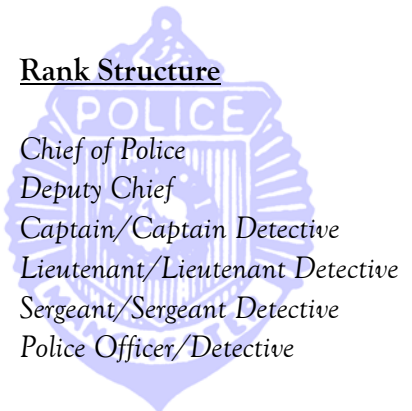 Rank Structure
POLICE
Chief of Police
Deputy Chief
Captain/Captain Detective
Lieutenant/Lieutenant Detective
Sergeant/Sergeant Detective
Police Officer/Detective